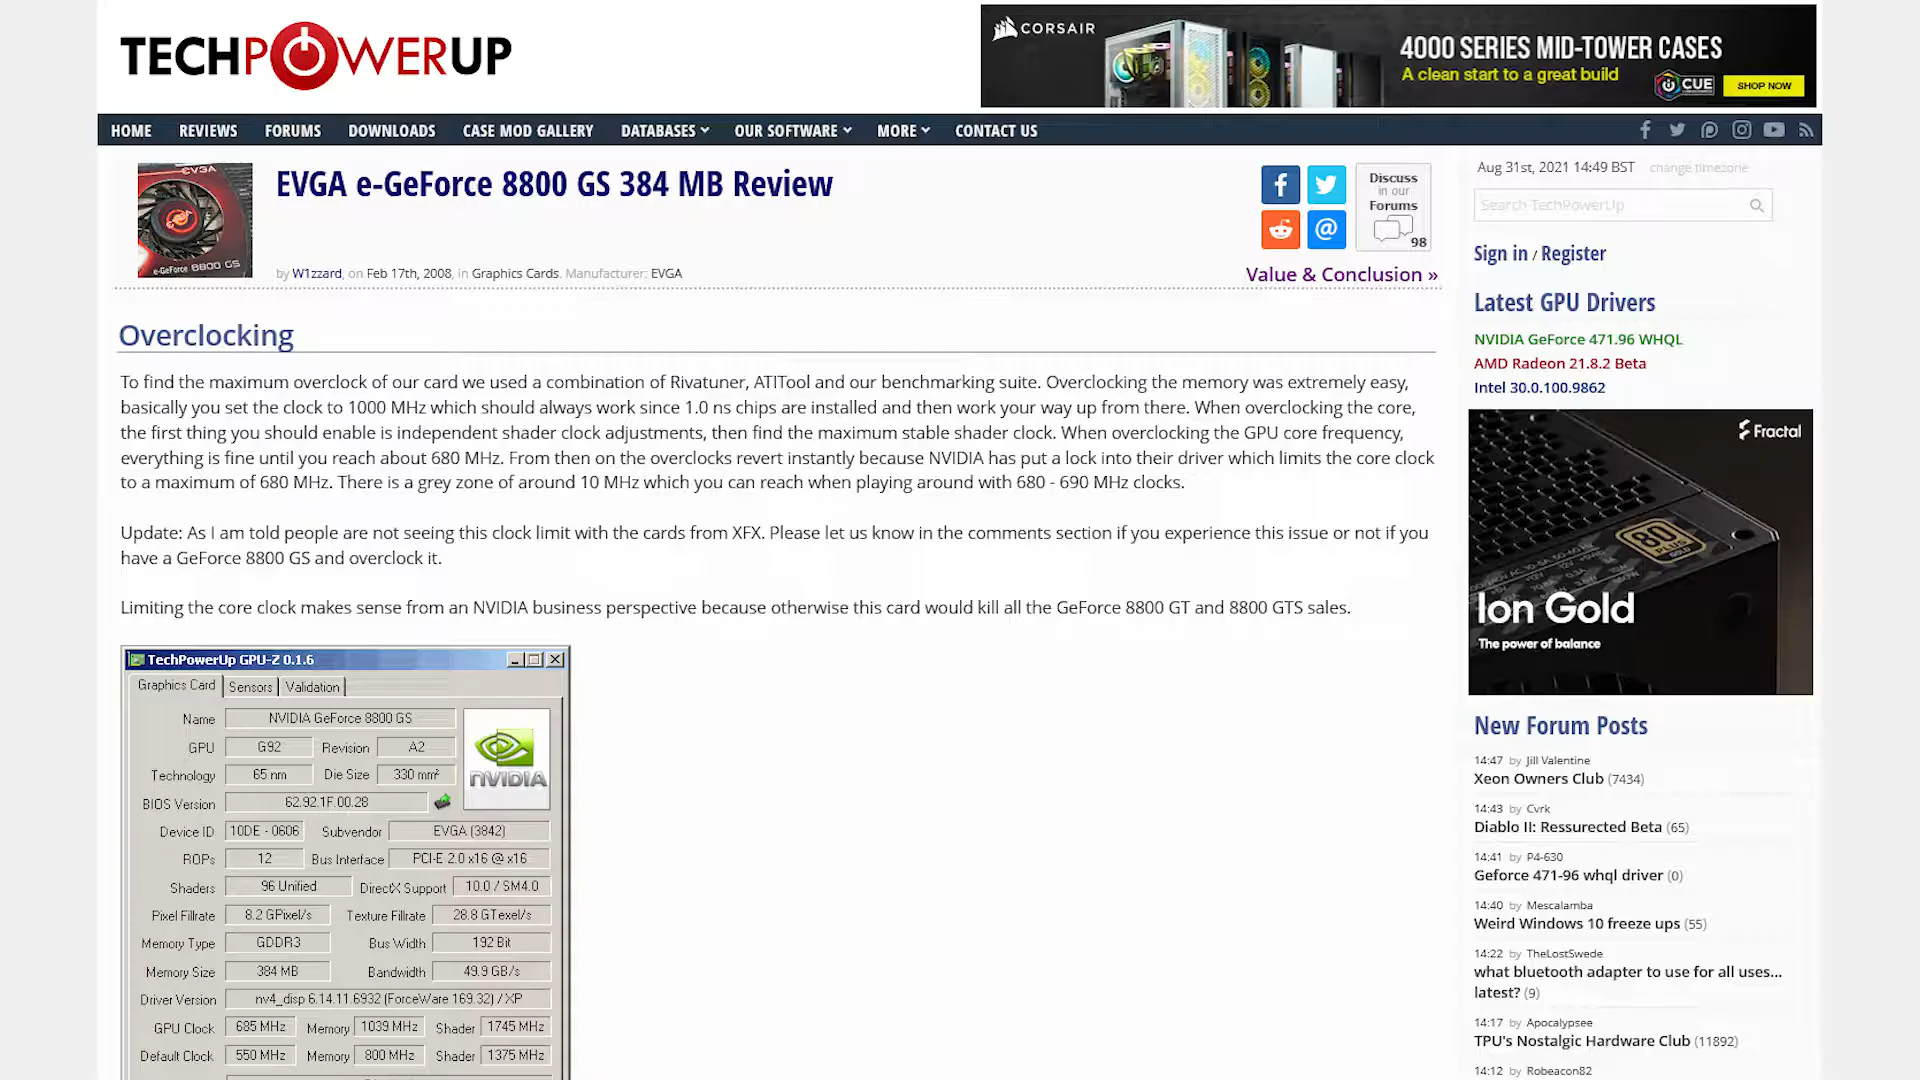 TECHPOWERUP
CORSAIR
4000 SERIES MID-TOWER CASES
A clean start to a great build
iCUE
SHOP NOW
HOME REVIEWS FORUMS DOWNLOADS CASE MOD GALLERY DATABASES OUR SOFTWARE MORE CONTACT US
EVGA
e-GeForce 8800 GS
EVGA e-GeForce 8800 GS 384 MB Review
by W1zzard, on Feb 17th, 2008, in Graphics Cards. Manufacturer: EVGA
Discuss
in our
Forums
98
Value & Conclusion »
Overclocking
To find the maximum overclock of our card we used a combination of Rivatuner, ATITool and our benchmarking suite. Overclocking the memory was extremely easy,
basically you set the clock to 1000 MHz which should always work since 1.0 ns chips are installed and then work your way up from there. When overclocking the core,
the first thing you should enable is independent shader clock adjustments, then find the maximum stable shader clock. When overclocking the GPU core frequency,
everything is fine until you reach about 680 MHz. From then on the overclocks revert instantly because NVIDIA has put a lock into their driver which limits the core clock
to a maximum of 680 MHz. There is a grey zone of around 10 MHz which you can reach when playing around with 680 - 690 MHz clocks.
Update: As I am told people are not seeing this clock limit with the cards from XFX. Please let us know in the comments section if you experience this issue or not if you
have a GeForce 8800 GS and overclock it.
Limiting the core clock makes sense from an NVIDIA business perspective because otherwise this card would kill all the GeForce 8800 GT and 8800 GTS sales.
TechPowerUp GPU-Z 0.1.6
Graphics Card Sensors Validation
Name NVIDIA GeForce 8800 GS
GPU G92 Revision A2
Technology 65 nm Die Size 330 mm²
NVIDIA
BIOS Version 62.92.1F.00.28
Device ID 10DE - 0606 Subvendor EVGA (3842)
ROPs 12 Bus Interface PCI-E 2.0 x16 @ x16
Shaders 96 Unified DirectX Support 10.0 / SM4.0
Pixel Fillrate 8.2 GPixel/s Texture Fillrate 28.8 GTexel/s
Memory Type GDDR3 Bus Width 192 Bit
Memory Size 384 MB Bandwidth 49.9 GB/s
Driver Version nv4_disp 6.14.11.6932 (ForceWare 169.32) / XP
GPU Clock 685 MHz Memory 1039 MHz Shader 1745 MHz
Default Clock 550 MHz Memory 800 MHz Shader 1375 MHz
Aug 31st, 2021 14:49 BST change timezone
Search TechPowerUp
Sign in / Register
Latest GPU Drivers
NVIDIA GeForce 471.96 WHQL
AMD Radeon 21.8.2 Beta
Intel 30.0.100.9862
Fractal
80 PLUS
GOLD
Ion Gold
The power of balance
New Forum Posts
14:47 by Jill Valentine
Xeon Owners Club (7434)
14:43 by Cvrk
Diablo II: Ressurected Beta (65)
14:41 by P4-630
Geforce 471-96 whql driver (0)
14:40 by Mescalamba
Weird Windows 10 freeze ups (55)
14:22 by TheLostSwede
what bluetooth adapter to use for all uses...
latest? (9)
14:17 by Apocalypsee
TPU's Nostalgic Hardware Club (11892)
14:12 by Robeacon82